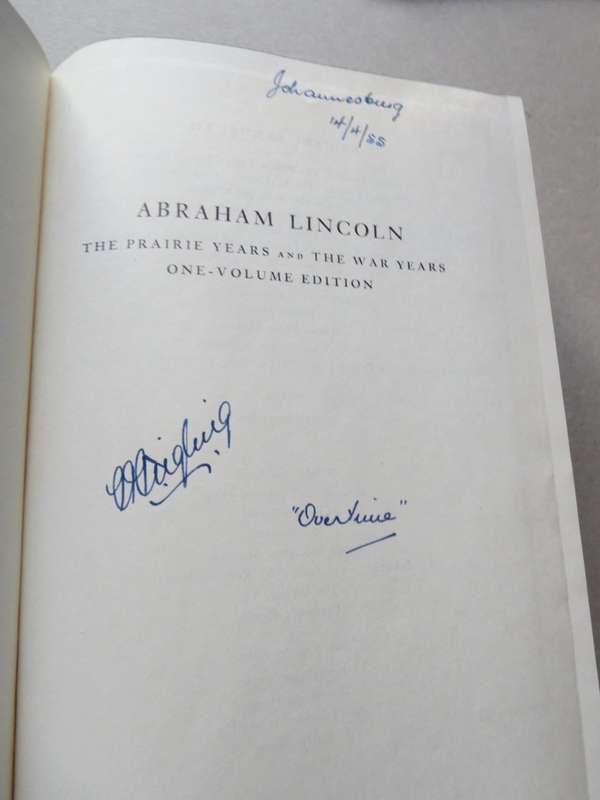 Johannesburg
14/4/55
ABRAHAM LINCOLN
THE PRAIRIE YEARS AND THE WAR YEARS
ONE-VOLUME EDITION
"Overtime"